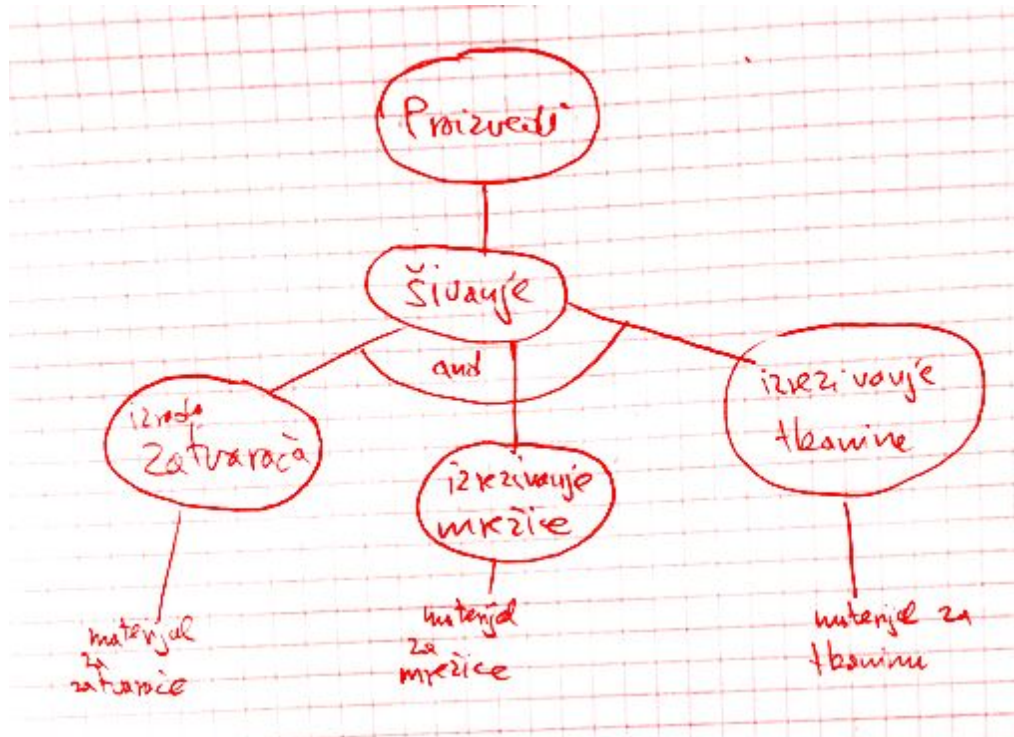 Proizvedi
Šivanje
and
izrada
zatvarača
izrezivanje
mrežice
izrezivanje
tkanine
materijal
za
zatvarače
materijal
za
mrežice
materijal za
tkaninu